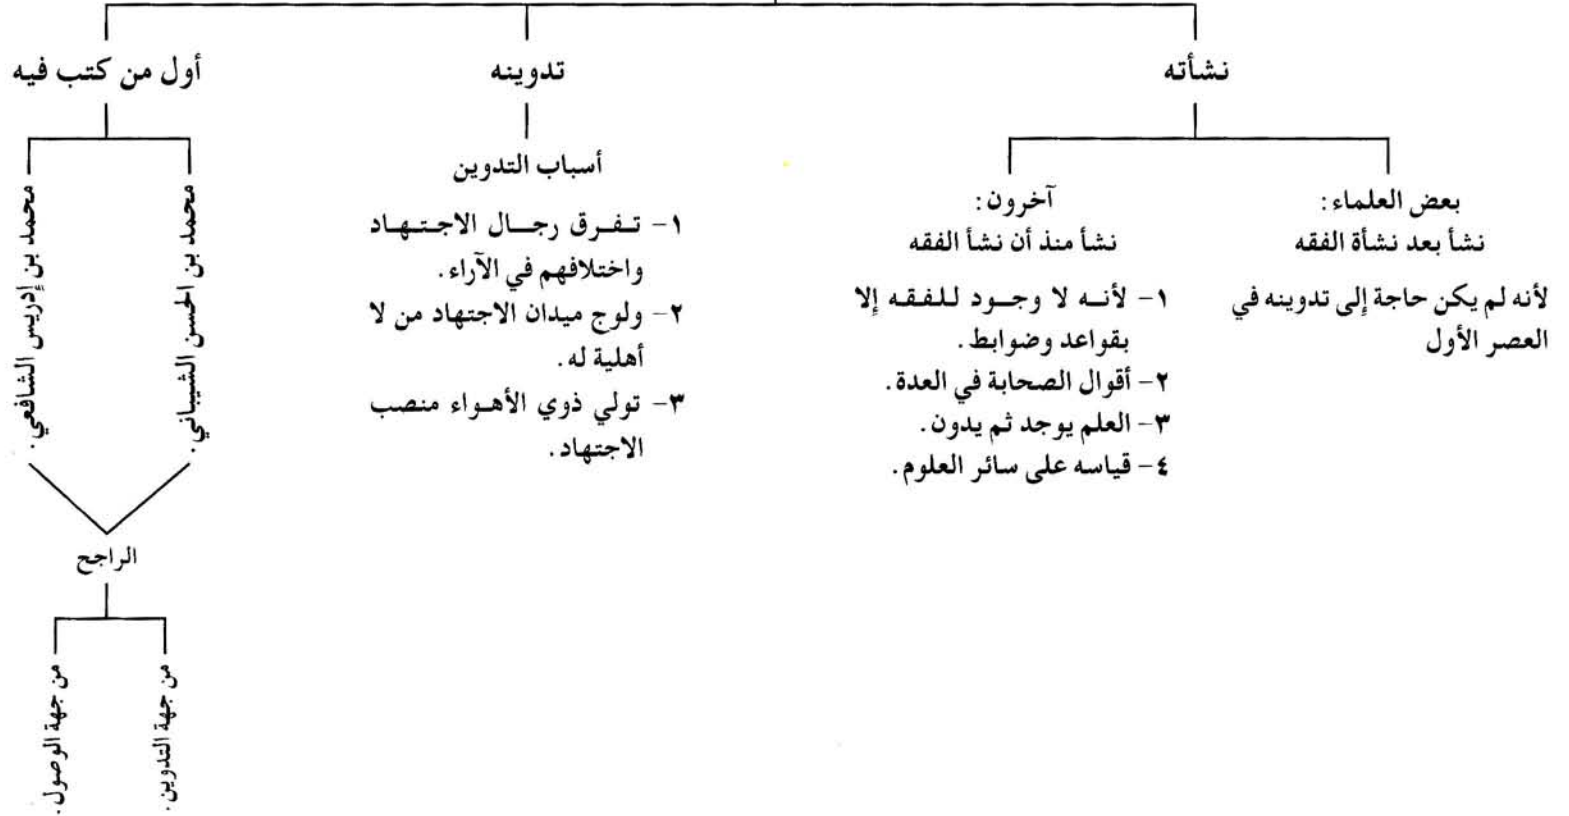 نشأته
بعض العلماء:
نشأ بعد نشأة الفقه
لأنه لم يكن حاجة إِلى تدوينه في
العصر الأول
آخرون:
نشأ منذ أن نشأ الفقه
١- لأنه لا وجود للفقه إِلا
بقواعد وضوابط.
٢- أقوال الصحابة في العدة.
٣- العلم يوجد ثم يدون.
٤- قياسه على سائر العلوم.
تدوينه
أسباب التدوين
١- تفرق رجال الاجتهاد
واختلافهم في الآراء.
٢- ولوج ميدان الاجتهاد من لا
أهلية له.
٣- تولي ذوي الأهواء منصب
الاجتهاد.
أول من كتب فيه
محمد بن الحسن الشيباني.
محمد بن إِدريس الشافعي.
الراجح
من جهة التدوين.
من جهة الوصول.